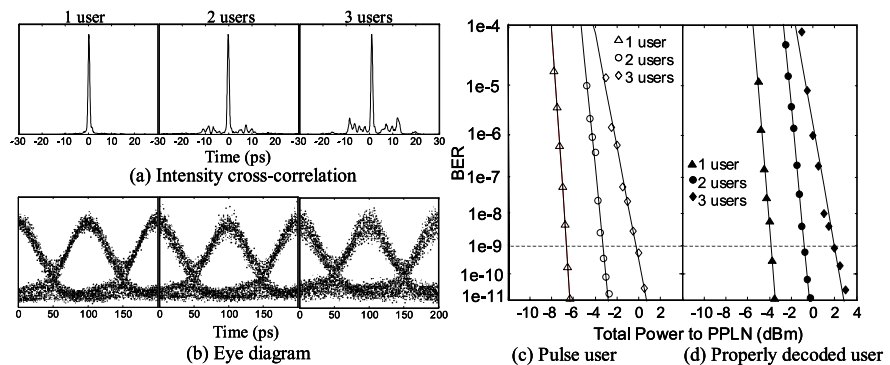 1 user 2 users 3 users
-30 -20 -10 0 10 20 -30 -20 -10 0 10 20 -30 -20 -10 0 10 20 30
Time (ps)
(a) Intensity cross-correlation
0 50 100 150 0 50 100 150 0 50 100 150 200
Time (ps)
(b) Eye diagram
BER
1e-4
1e-5
1e-6
1e-7
1e-8
1e-9
1e-10
1e-11
1 user
2 users
3 users
1 user
2 users
3 users
-12 -10 -8 -6 -4 -2 0 2 -12 -10 -8 -6 -4 -2 0 2 4
Total Power to PPLN (dBm)
(c) Pulse user (d) Properly decoded user